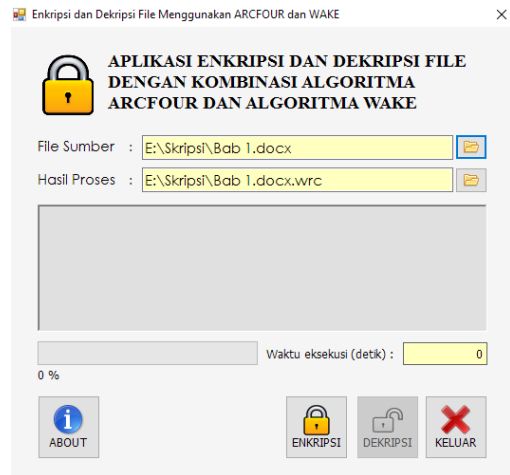 Enkripsi dan Dekripsi File Menggunakan ARCFOUR dan WAKE
APLIKASI ENKRIPSI DAN DEKRIPSI FILE
DENGAN KOMBINASI ALGORITMA
ARCFOUR DAN ALGORITMA WAKE
File Sumber : E:\Skripsi\Bab 1.docx
Hasil Proses : E:\Skripsi\Bab 1.docx.wrc
Waktu eksekusi (detik) : 0
0 %
ABOUT ENKRIPSI DEKRIPSI KELUAR